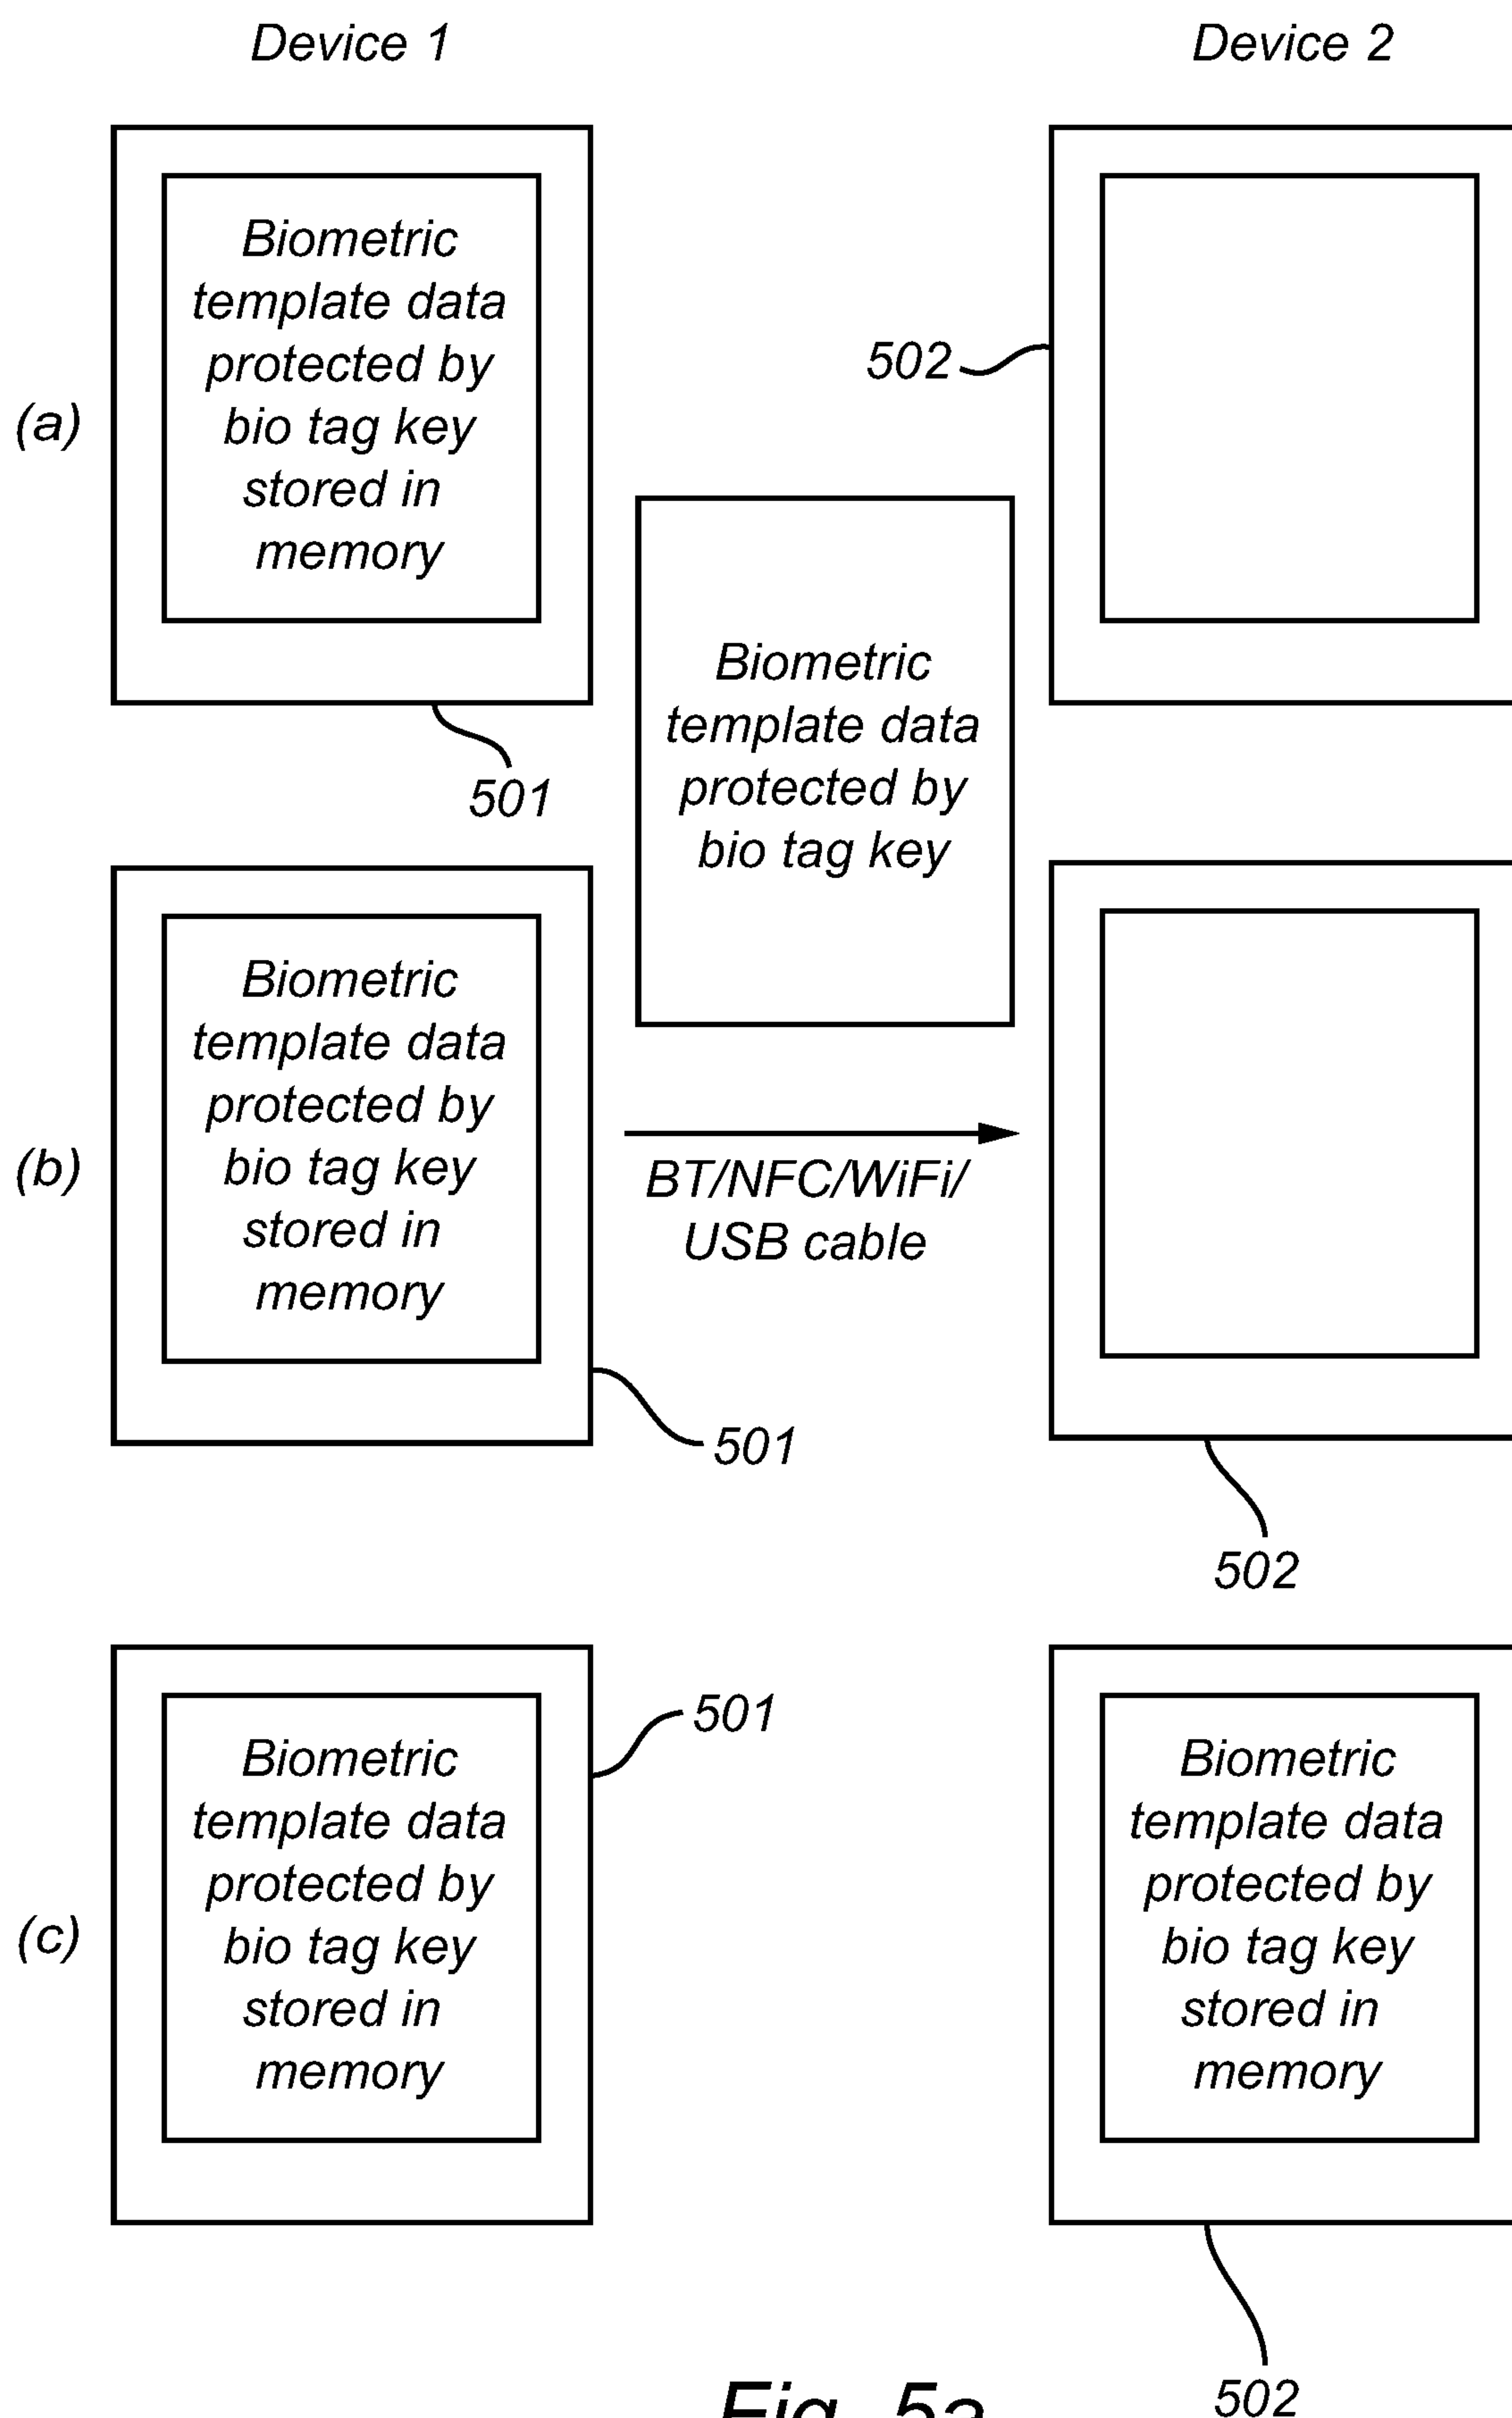 Device 1
Device 2
(a)
Biometric
template data
protected by
bio tag key
stored in
memory
501
502
Biometric
template data
protected by
bio tag key
(b)
Biometric
template data
protected by
bio tag key
stored in
memory
501
BT/NFC/WiFi/
USB cable
502
(c)
Biometric
template data
protected by
bio tag key
stored in
memory
501
Biometric
template data
protected by
bio tag key
stored in
memory
502
Fig. 5a